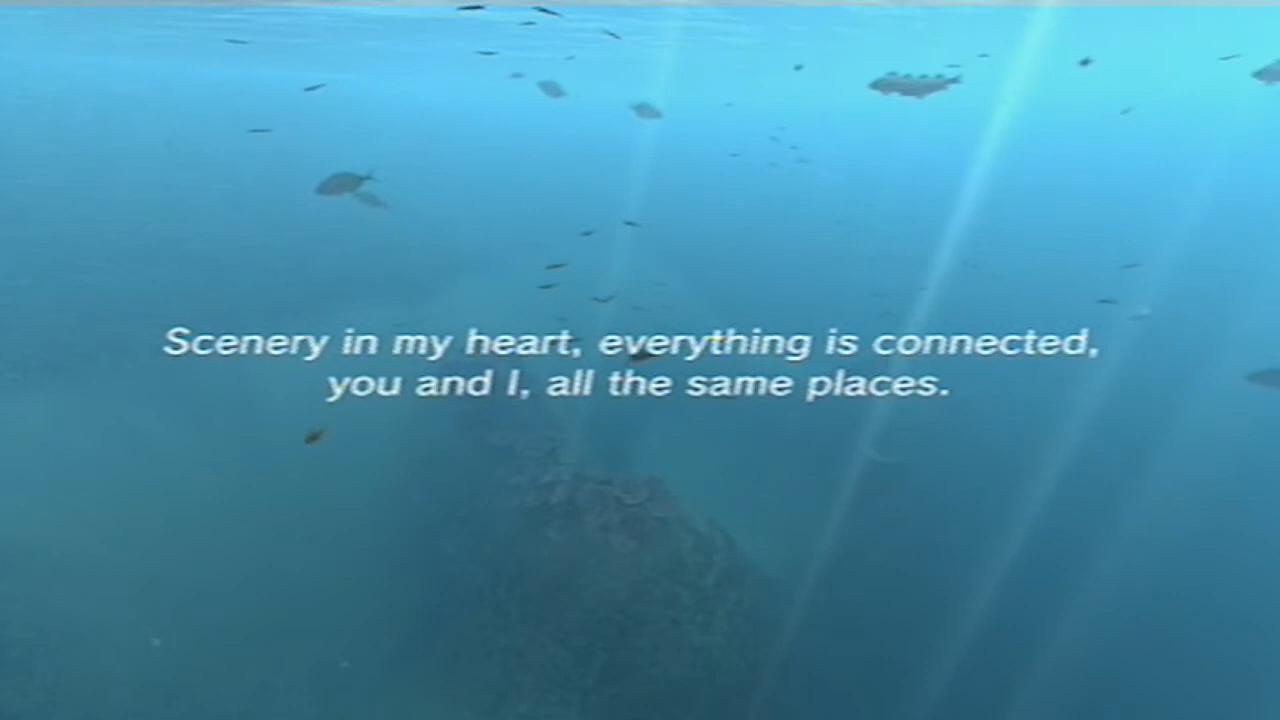 Scenery in my heart, everything is connected,
you and I, all the same places.